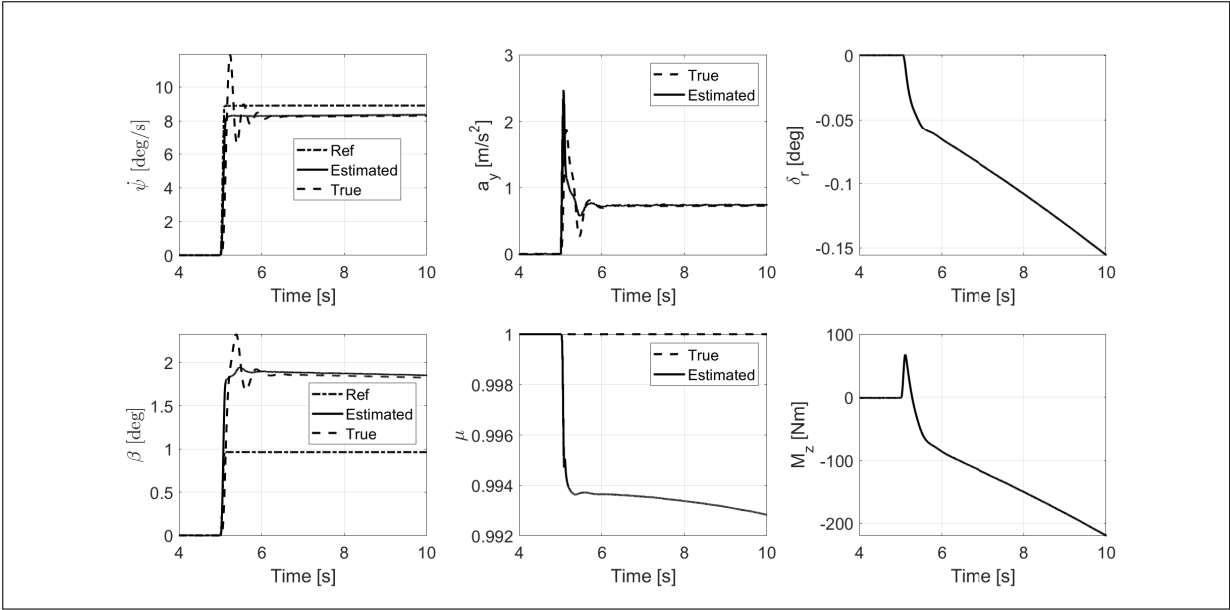 10
8
6
4
2
0
ψ̇ [deg/s]
Ref
Estimated
True
4 6 8 10
Time [s]
3
2
1
0
a_y [m/s²]
True
Estimated
4 6 8 10
Time [s]
0
-0.05
-0.1
-0.15
δ_r [deg]
4 6 8 10
Time [s]
2
1.5
1
0.5
0
β [deg]
Ref
Estimated
True
4 6 8 10
Time [s]
1
0.998
0.996
0.994
0.992
μ
True
Estimated
4 6 8 10
Time [s]
100
0
-100
-200
M_z [Nm]
4 6 8 10
Time [s]